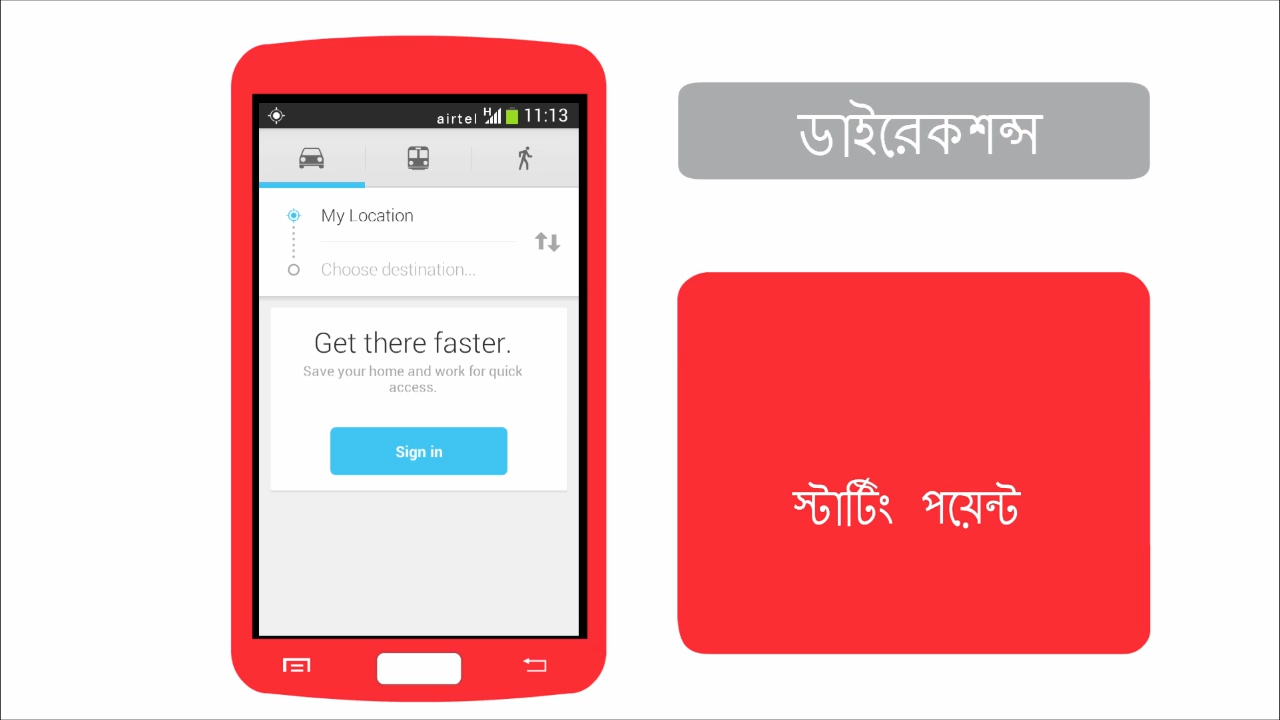 airtel H 11:13
My Location
Choose destination...
Get there faster.
Save your home and work for quick
access.
Sign in
ডাইরেকশন্স
স্টার্টিং পয়েন্ট